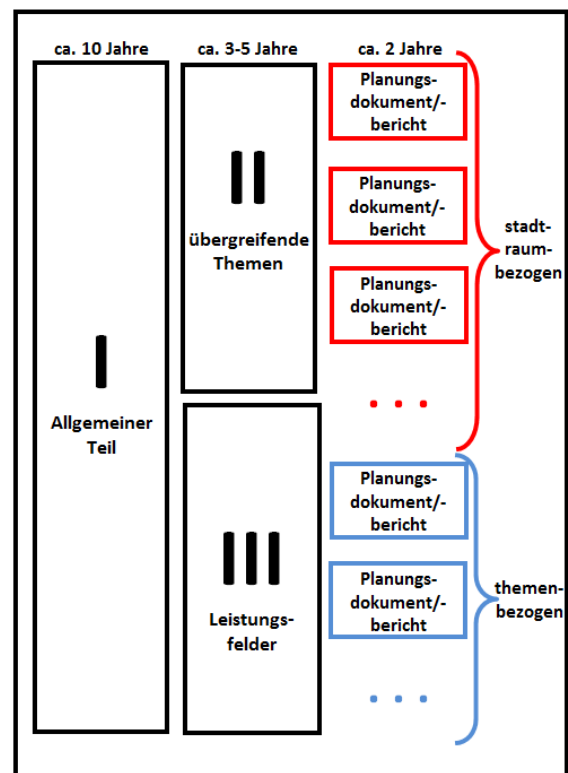 ca. 10 Jahre
ca. 3-5 Jahre
ca. 2 Jahre
I
Allgemeiner
Teil
II
übergreifende
Themen
III
Leistungs-
felder
Planungs-
dokument/-
bericht
Planungs-
dokument/-
bericht
Planungs-
dokument/-
bericht
. . .
stadt-
raum-
bezogen
Planungs-
dokument/-
bericht
Planungs-
dokument/-
bericht
. . .
themen-
bezogen